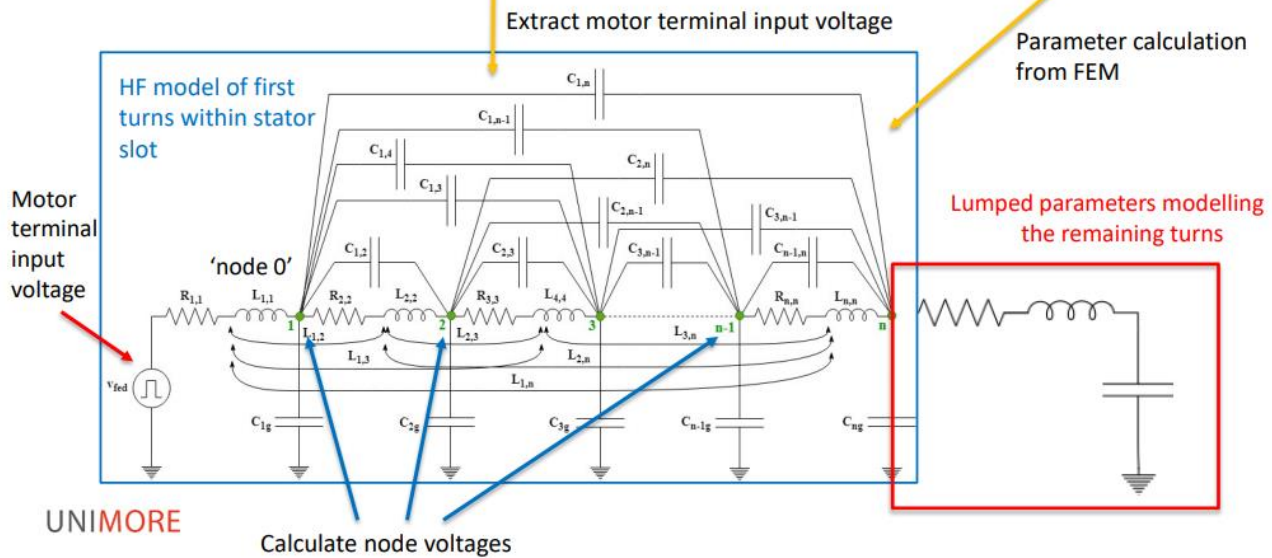 Extract motor terminal input voltage
Parameter calculation
from FEM
HF model of first
turns within stator
slot
C1,n
C1,n-1
C1,4
C2,n
C1,3
C2,n-1
C3,n-1
Motor
terminal
input
voltage
Lumped parameters modelling
the remaining turns
'node 0'
C1,2
C2,3
C3,n-1
Cn-1,n
R1,1
L1,1
R2,2
L2,2
R3,3
L4,4
Rn,n
Ln,n
1
2
3
n-1
n
L1,2
L2,3
L3,n
L1,3
L2,n
L1,n
vfed
C1g
C2g
C3g
Cn-1g
Cng
UNIMORE
Calculate node voltages